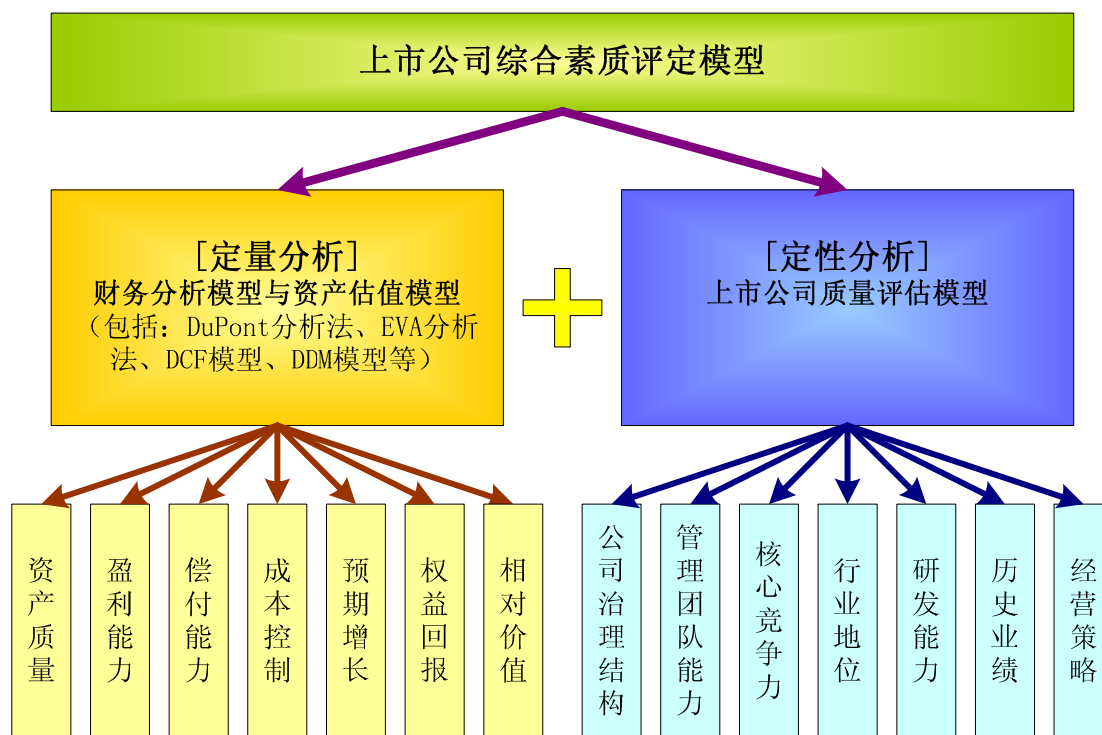 上市公司综合素质评定模型
[定量分析]
财务分析模型与资产估值模型
（包括：DuPont分析法、EVA分析
法、DCF模型、DDM模型等）
[定性分析]
上市公司质量评估模型
资产质量
盈利能力
偿付能力
成本控制
预期增长
权益回报
相对价值
公司治理结构
管理团队能力
核心竞争力
行业地位
研发能力
历史业绩
经营策略